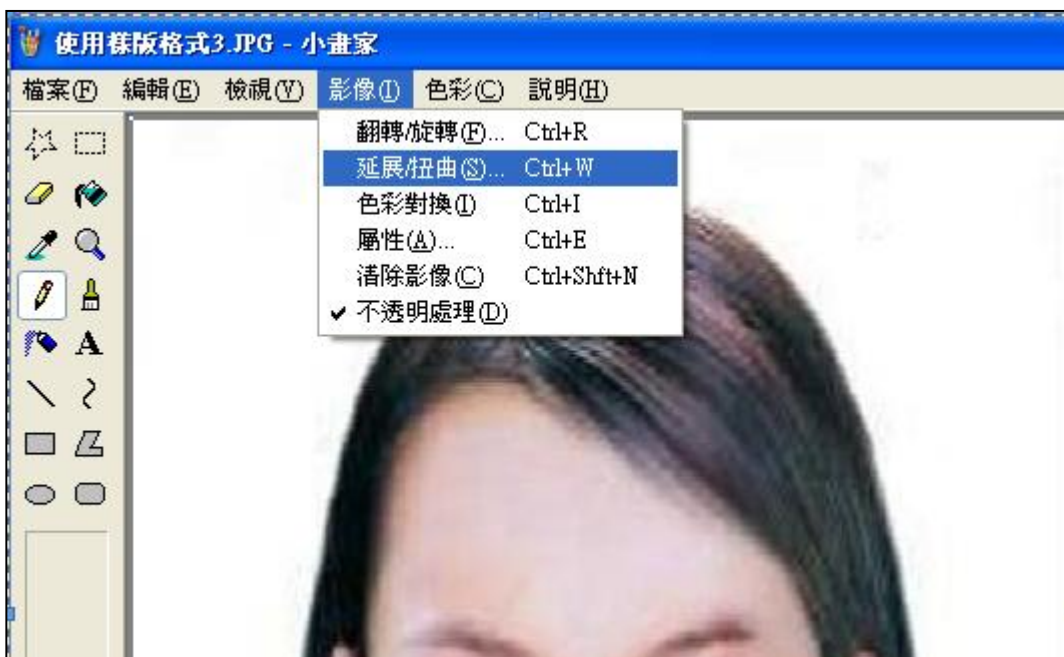 使用樣版格式3.JPG - 小畫家
檔案(F) 編輯(E) 檢視(V) 影像(I) 色彩(C) 說明(H)
翻轉/旋轉(F)... Ctrl+R
延展/扭曲(S)... Ctrl+W
色彩對換(I) Ctrl+I
屬性(A)... Ctrl+E
清除影像(C) Ctrl+Shft+N
不透明處理(D)
A